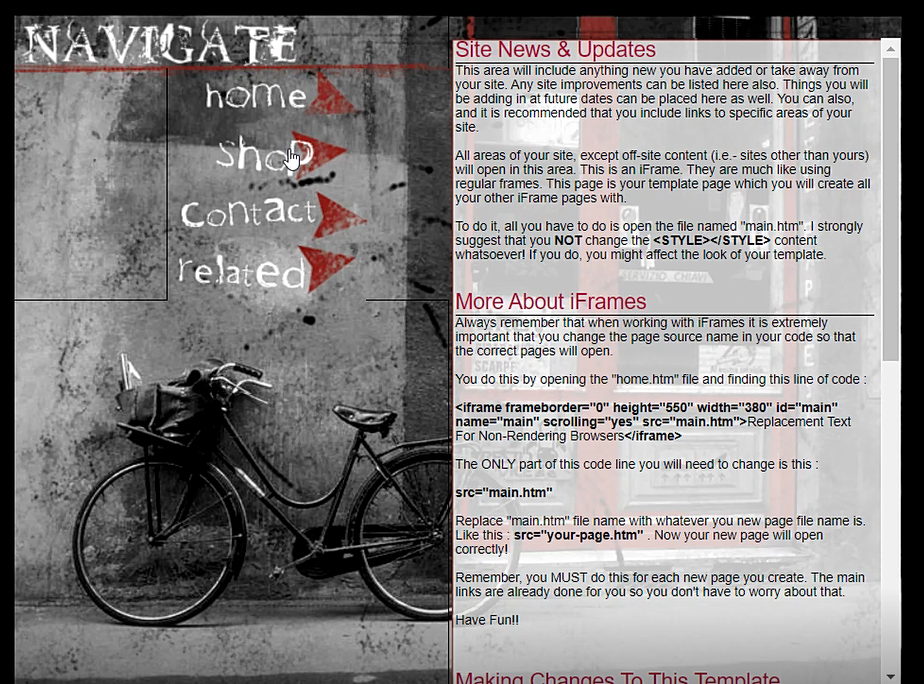 NAVIGATE
home
shop
contact
related
Site News & Updates
This area will include anything new you have added or take away from
your site. Any site improvements can be listed here also. Things you will
be adding in at future dates can be placed here as well. You can also,
and it is recommended that you include links to specific areas of your
site.
All areas of your site, except off-site content (i.e.- sites other than yours)
will open in this area. This is an iFrame. They are much like using
regular frames. This page is your template page which you will create all
your other iFrame pages with.
To do it, all you have to do is open the file named "main.htm". I strongly
suggest that you NOT change the <STYLE></STYLE> content
whatsoever! If you do, you might affect the look of your template.
SERVIZIO CHIAVI
More About iFrames
Always remember that when working with iFrames it is extremely
important that you change the page source name in your code so that
the correct pages will open.
SCARPE
You do this by opening the "home.htm" file and finding this line of code :
<iframe frameborder="0" height="550" width="380" id="main"
name="main" scrolling="yes" src="main.htm">Replacement Text
For Non-Rendering Browsers</iframe>
The ONLY part of this code line you will need to change is this :
src="main.htm"
Replace "main.htm" file name with whatever you new page file name is.
Like this : src="your-page.htm" . Now your new page will open
correctly!
Remember, you MUST do this for each new page you create. The main
links are already done for you so you don't have to worry about that.
Have Fun!!
Making Changes To This Template